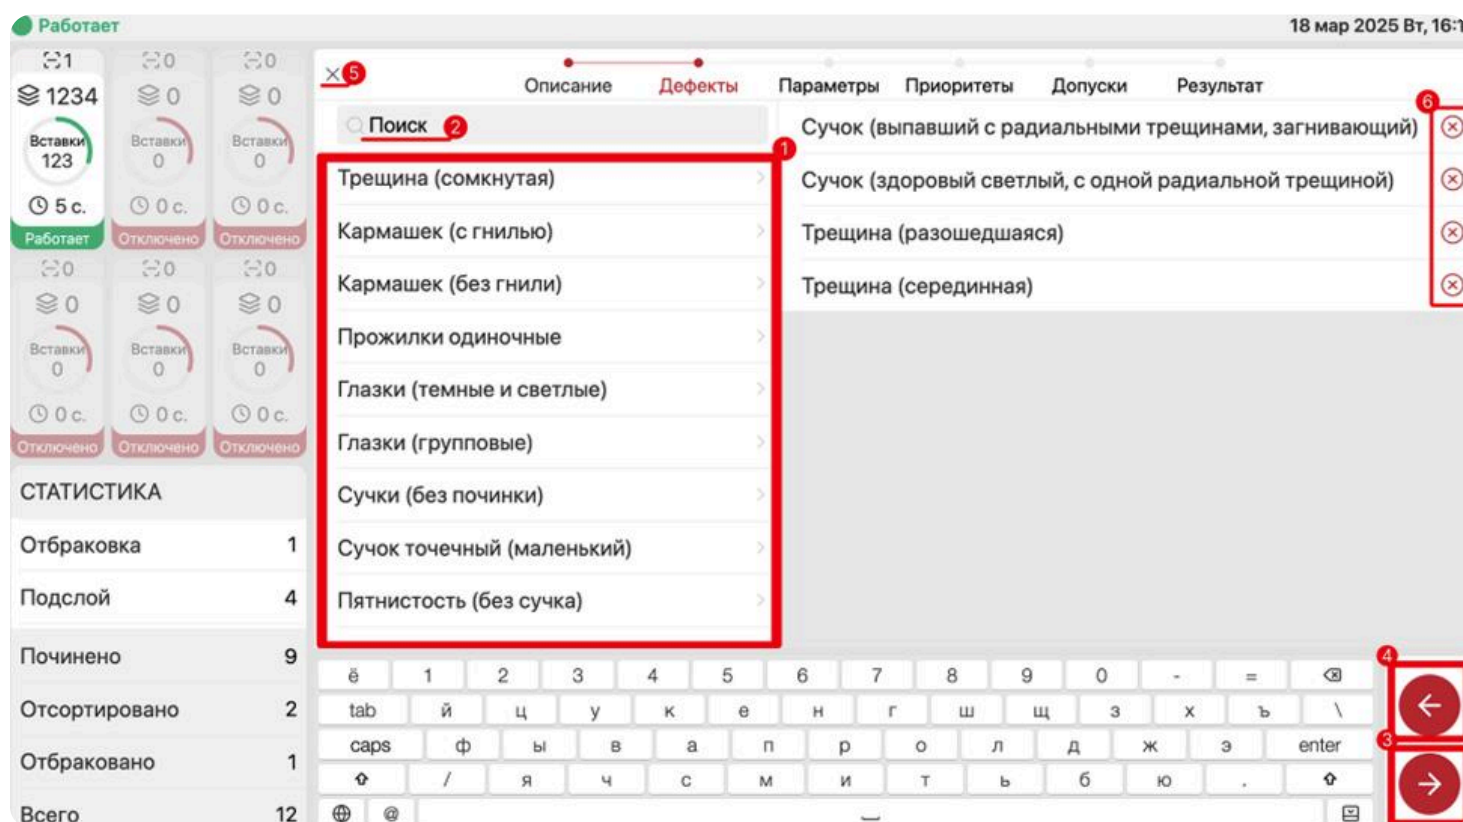 Работает
18 мар 2025 Вт, 16:1
1 0 0
1234 0 0
Вставки Вставки Вставки
123 0 0
5 с. 0 с. 0 с.
Работает Отключено Отключено
0 0 0
0 0 0
Вставки Вставки Вставки
0 0 0
0 с. 0 с. 0 с.
Отключено Отключено Отключено
СТАТИСТИКА
Отбраковка 1
Подслой 4
Починено 9
Отсортировано 2
Отбраковано 1
Всего 12
5
Описание Дефекты Параметры Приоритеты Допуски Результат
Поиск 2
1
Трещина (сомкнутая)
Кармашек (с гнилью)
Кармашек (без гнили)
Прожилки одиночные
Глазки (темные и светлые)
Глазки (групповые)
Сучки (без починки)
Сучок точечный (маленький)
Пятнистость (без сучка)
6
Сучок (выпавший с радиальными трещинами, загнивающий)
Сучок (здоровый светлый, с одной радиальной трещиной)
Трещина (разошедшаяся)
Трещина (серединная)
ё 1 2 3 4 5 6 7 8 9 0 - =
tab й ц у к е н г ш щ з х ъ \
caps ф ы в а п р о л д ж э enter
/ я ч с м и т ь б ю .
@
4
3